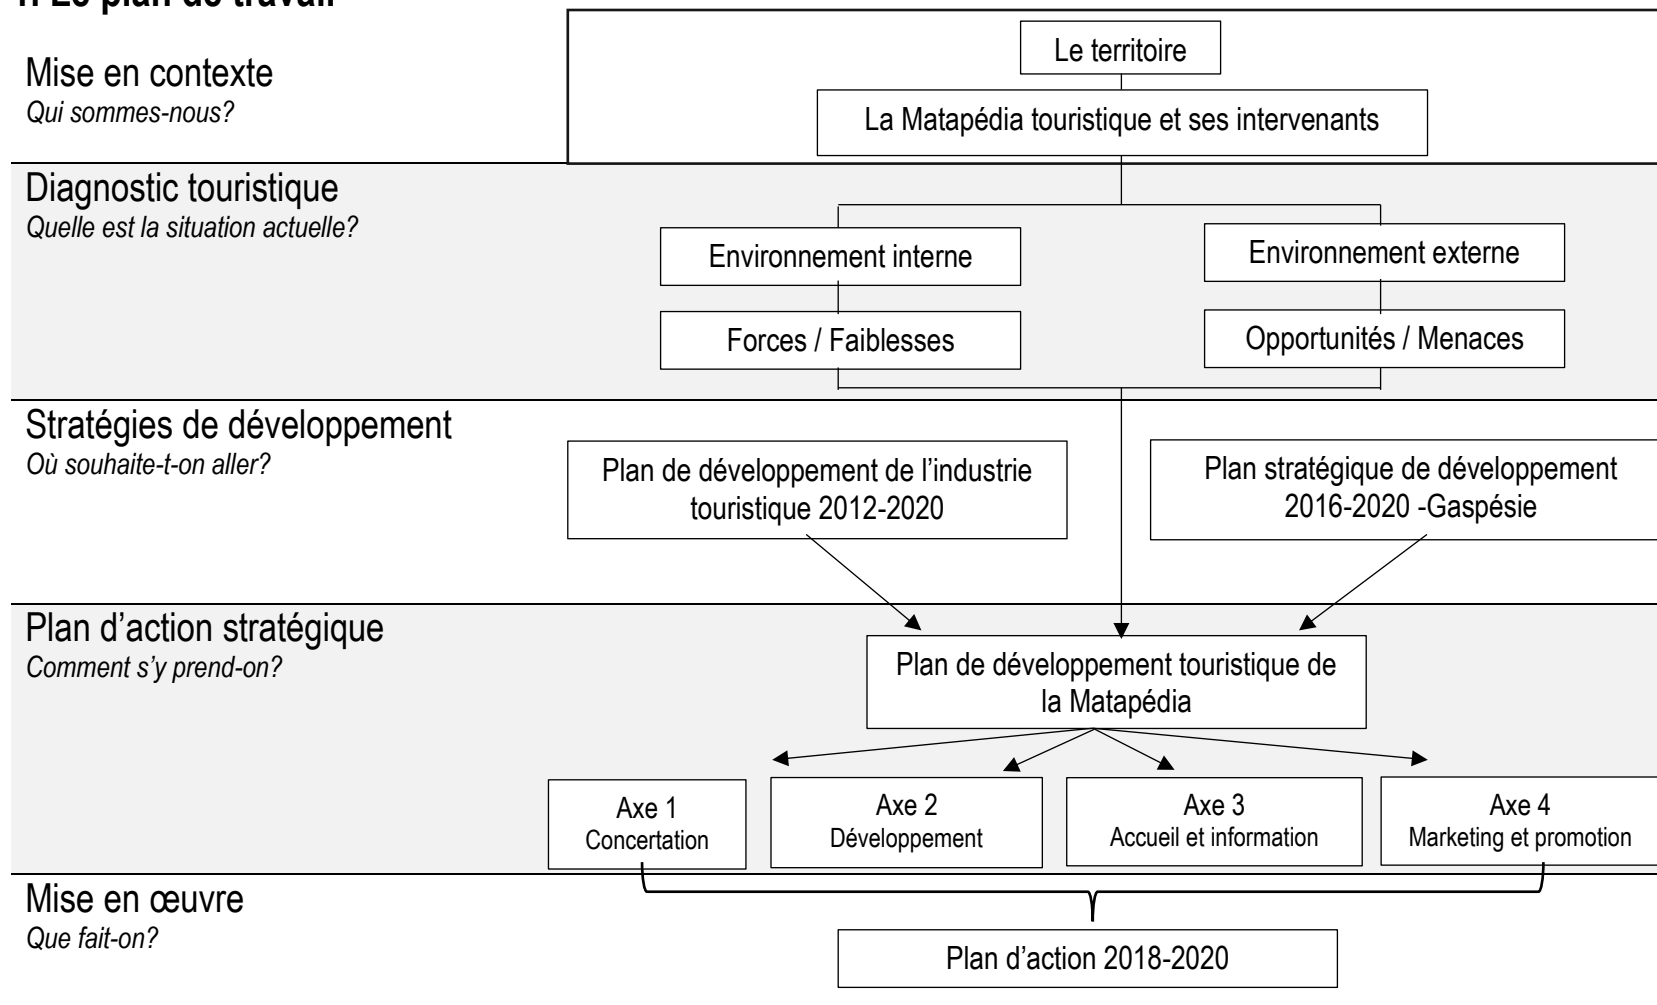 Le plan de travail
Mise en contexte
Qui sommes-nous?
Le territoire
La Matapédia touristique et ses intervenants
Diagnostic touristique
Quelle est la situation actuelle?
Environnement interne
Environnement externe
Forces / Faiblesses
Opportunités / Menaces
Stratégies de développement
Où souhaite-t-on aller?
Plan de développement de l’industrie
touristique 2012-2020
Plan stratégique de développement
2016-2020 -Gaspésie
Plan d’action stratégique
Comment s’y prend-on?
Plan de développement touristique de
la Matapédia
Axe 1
Concertation
Axe 2
Développement
Axe 3
Accueil et information
Axe 4
Marketing et promotion
Mise en œuvre
Que fait-on?
Plan d’action 2018-2020